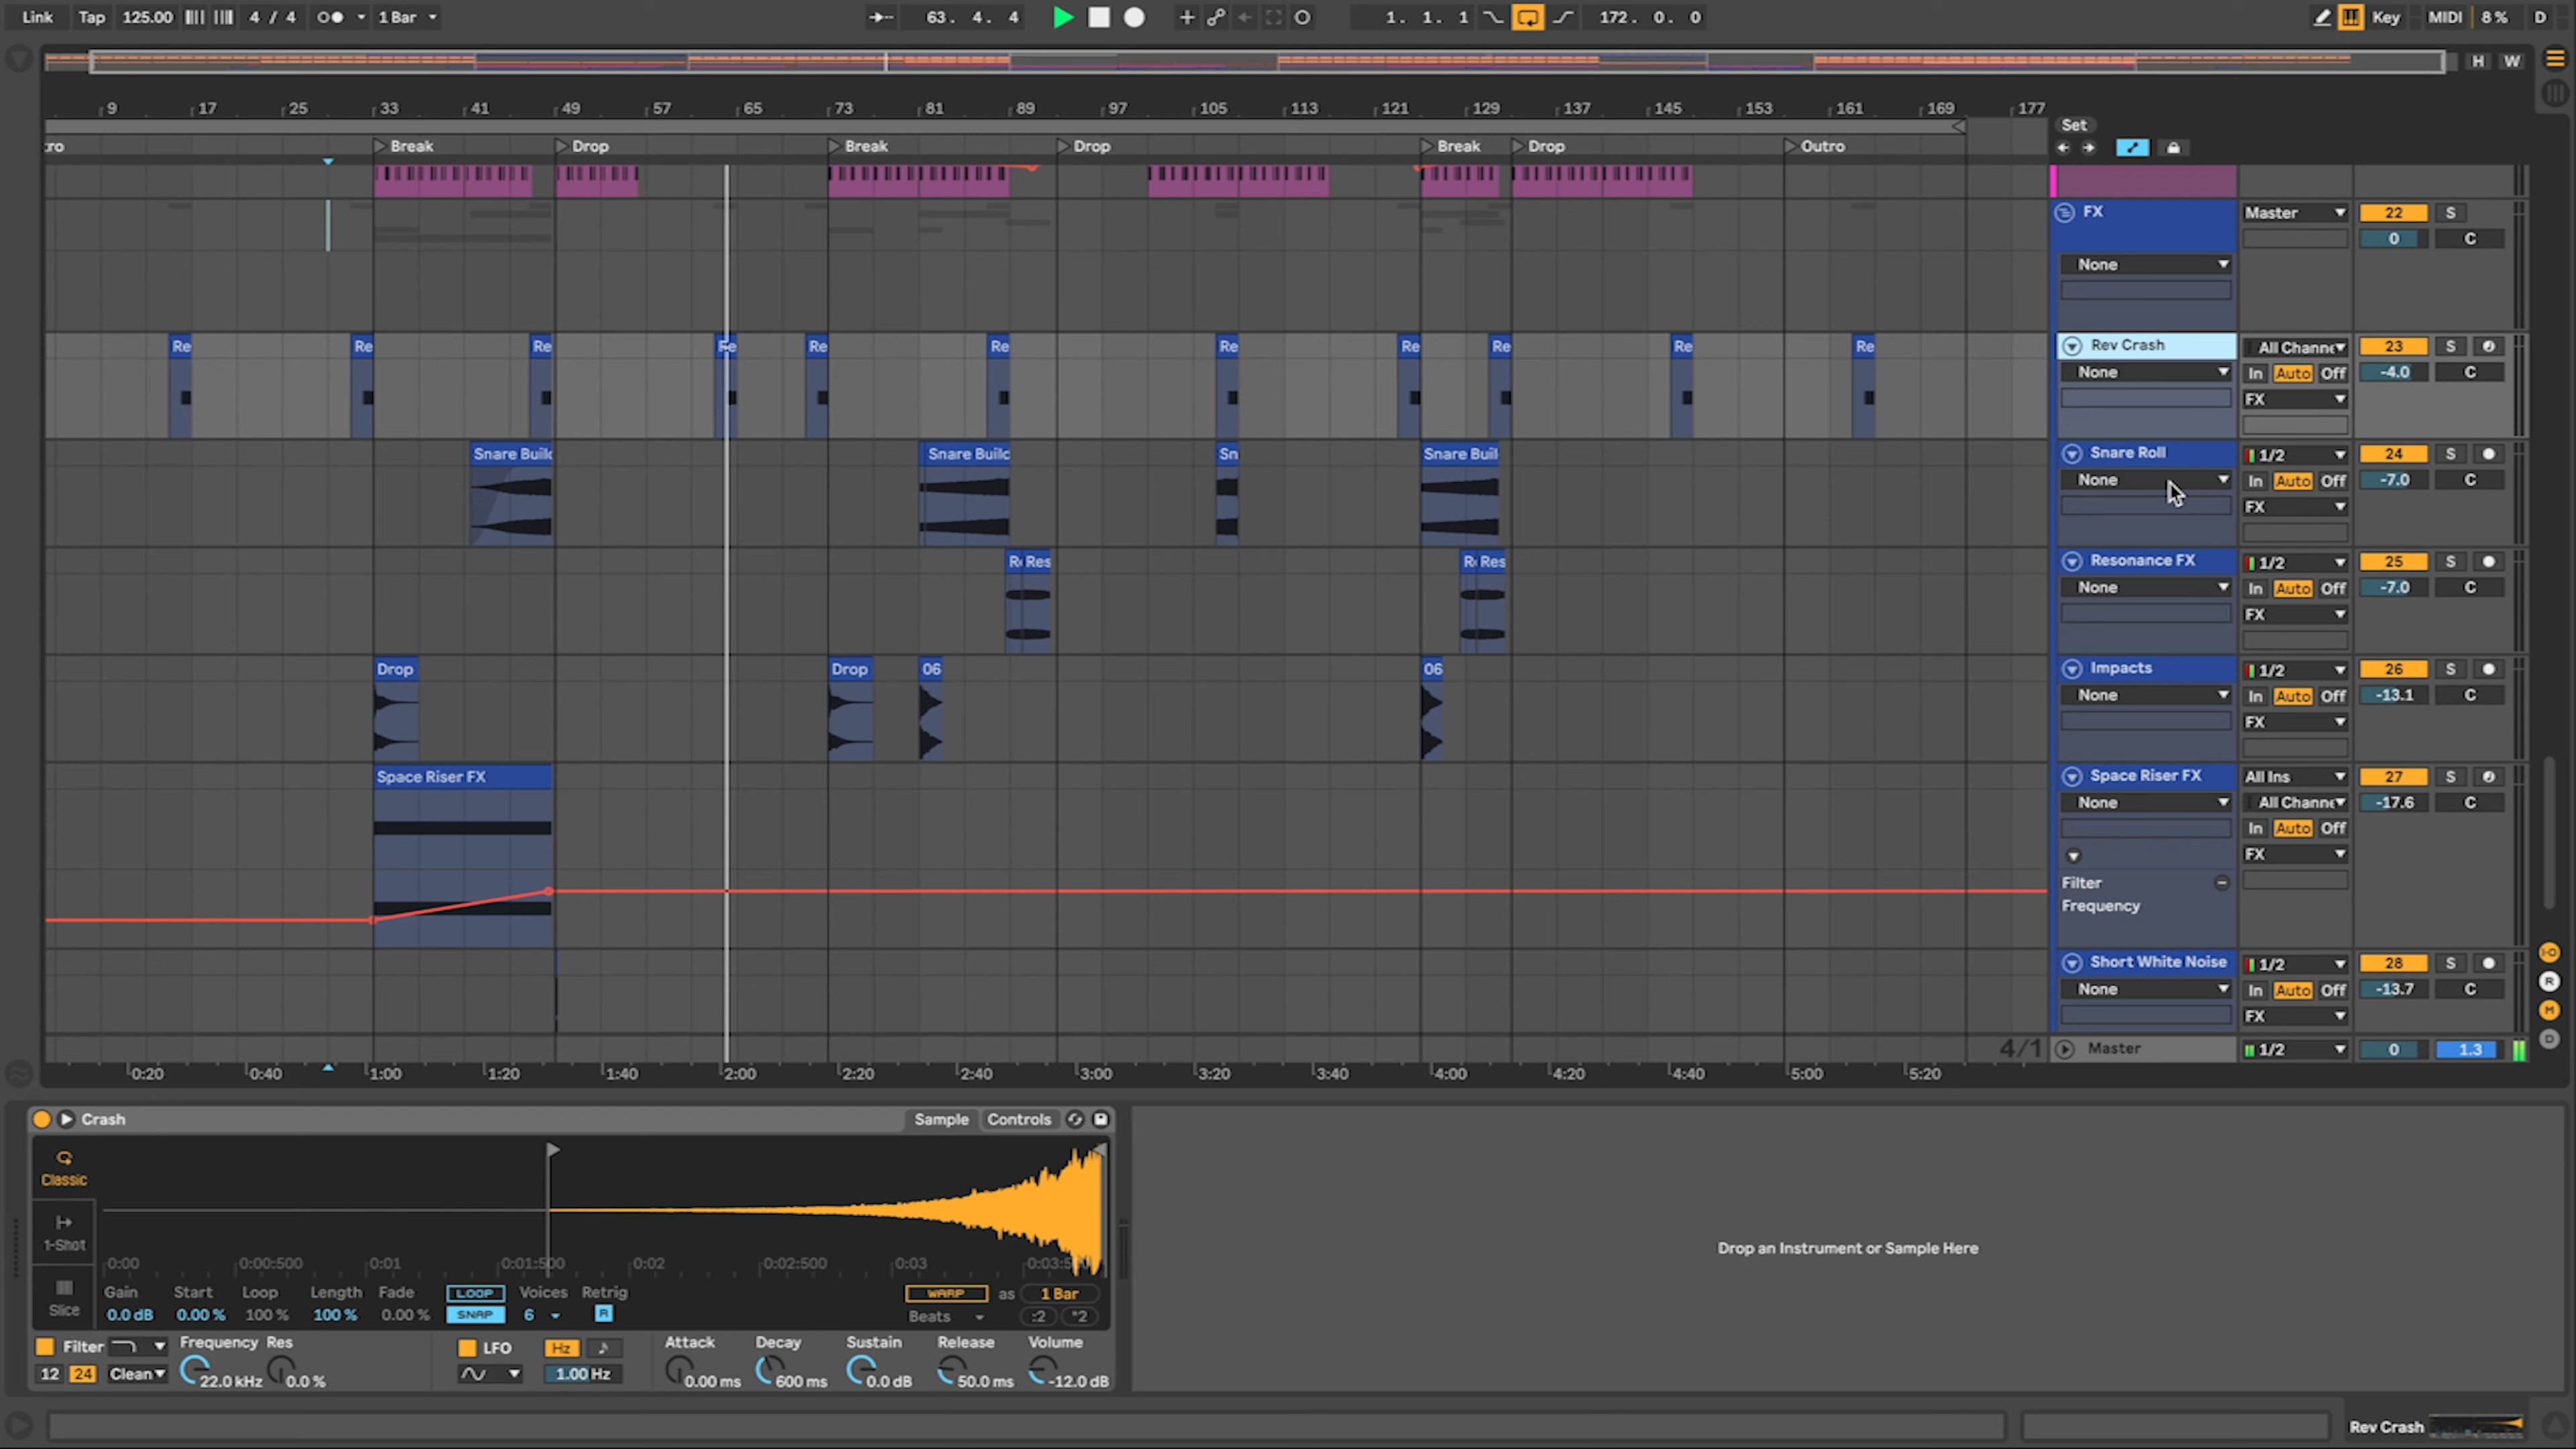 Link Tap 125.00 4 / 4 1 Bar 63. 4. 4 1. 1. 1 172. 0. 0 Key MIDI 8 % D
H W
9 17 25 33 41 49 57 65 73 81 89 97 105 113 121 129 137 145 153 161 169 177
Set
ro Break Drop Break Drop Break Drop Outro
FX Master 22 S
0 C
None
Re Re Re Re Re Re Re Re Re Re Re Rev Crash All Channe 23 S
None In Auto Off -4.0 C
FX
Snare Build Snare Build Sn Snare Buil Snare Roll 1/2 24 S
None In Auto Off -7.0 C
FX
Re Res Re Res Resonance FX 1/2 25 S
None In Auto Off -7.0 C
FX
Drop Drop 06 06 Impacts 1/2 26 S
None In Auto Off -13.1 C
FX
Space Riser FX Space Riser FX All Ins 27 S
None All Channe -17.6 C
In Auto Off
FX
Filter
Frequency
Short White Noise 1/2 28 S
None In Auto Off -13.7 C
FX
4/1 Master 1/2 0 1.3
0:20 0:40 1:00 1:20 1:40 2:00 2:20 2:40 3:00 3:20 3:40 4:00 4:20 4:40 5:00 5:20
R
M
D
Crash Sample Controls
Classic
1-Shot
Slice
0:00 0:00:500 0:01 0:01:500 0:02 0:02:500 0:03 0:03:5
Gain Start Loop Length Fade LOOP Voices Retrig WARP as 1 Bar
0.0 dB 0.00 % 100 % 100 % 0.00 % SNAP 6 R Beats :2 *2
Filter Frequency Res LFO Hz Attack Decay Sustain Release Volume
12 24 Clean 22.0 kHz 0.0 % 1.00 Hz 0.00 ms 600 ms 0.0 dB 50.0 ms -12.0 dB
Drop an Instrument or Sample Here
Rev Crash